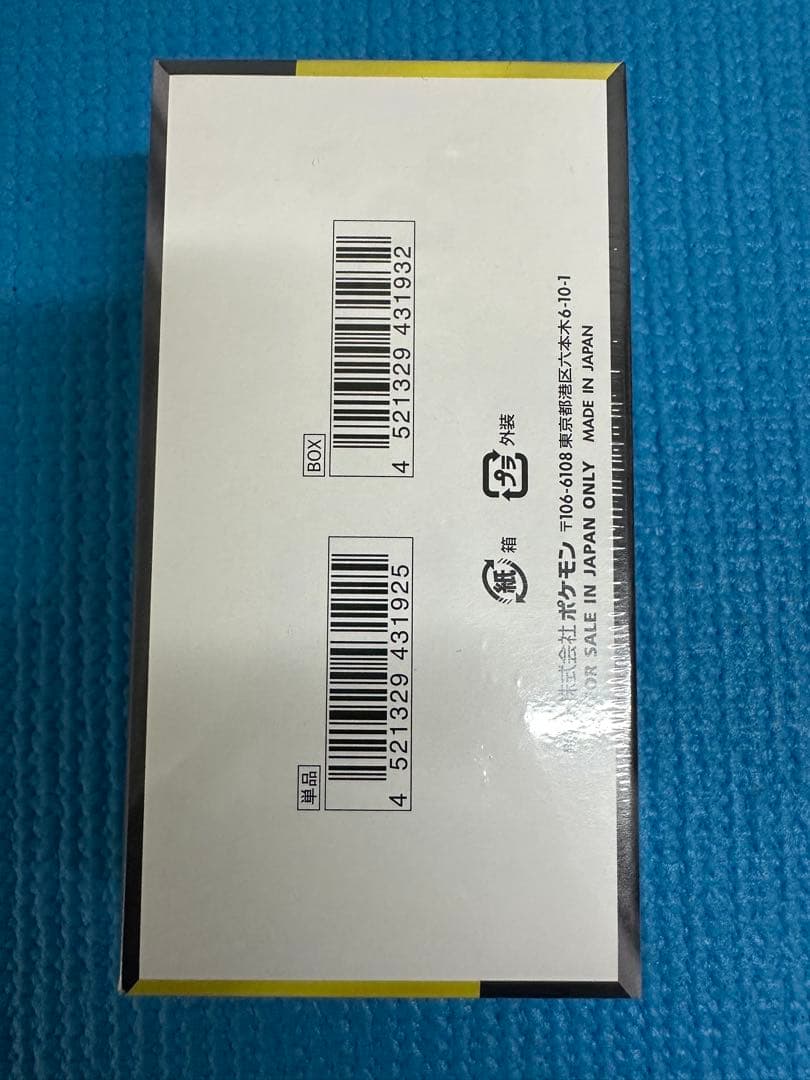 単品
4 521329 431925
BOX
4 521329 431932
紙 箱
プラ 外装
株式会社ポケモン 〒106-6108 東京都港区六本木6-10-1
FOR SALE IN JAPAN ONLY MADE IN JAPAN